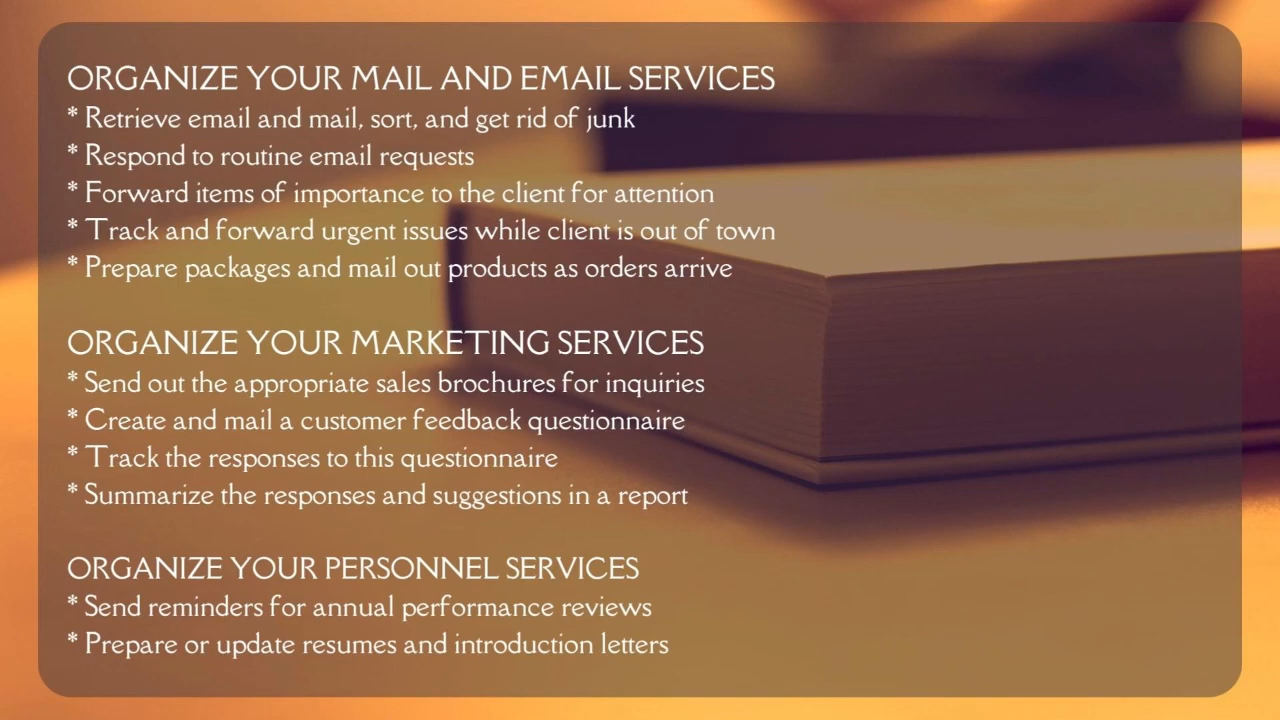 ORGANIZE YOUR MAIL AND EMAIL SERVICES
* Retrieve email and mail, sort, and get rid of junk
* Respond to routine email requests
* Forward items of importance to the client for attention
* Track and forward urgent issues while client is out of town
* Prepare packages and mail out products as orders arrive
ORGANIZE YOUR MARKETING SERVICES
* Send out the appropriate sales brochures for inquiries
* Create and mail a customer feedback questionnaire
* Track the responses to this questionnaire
* Summarize the responses and suggestions in a report
ORGANIZE YOUR PERSONNEL SERVICES
* Send reminders for annual performance reviews
* Prepare or update resumes and introduction letters